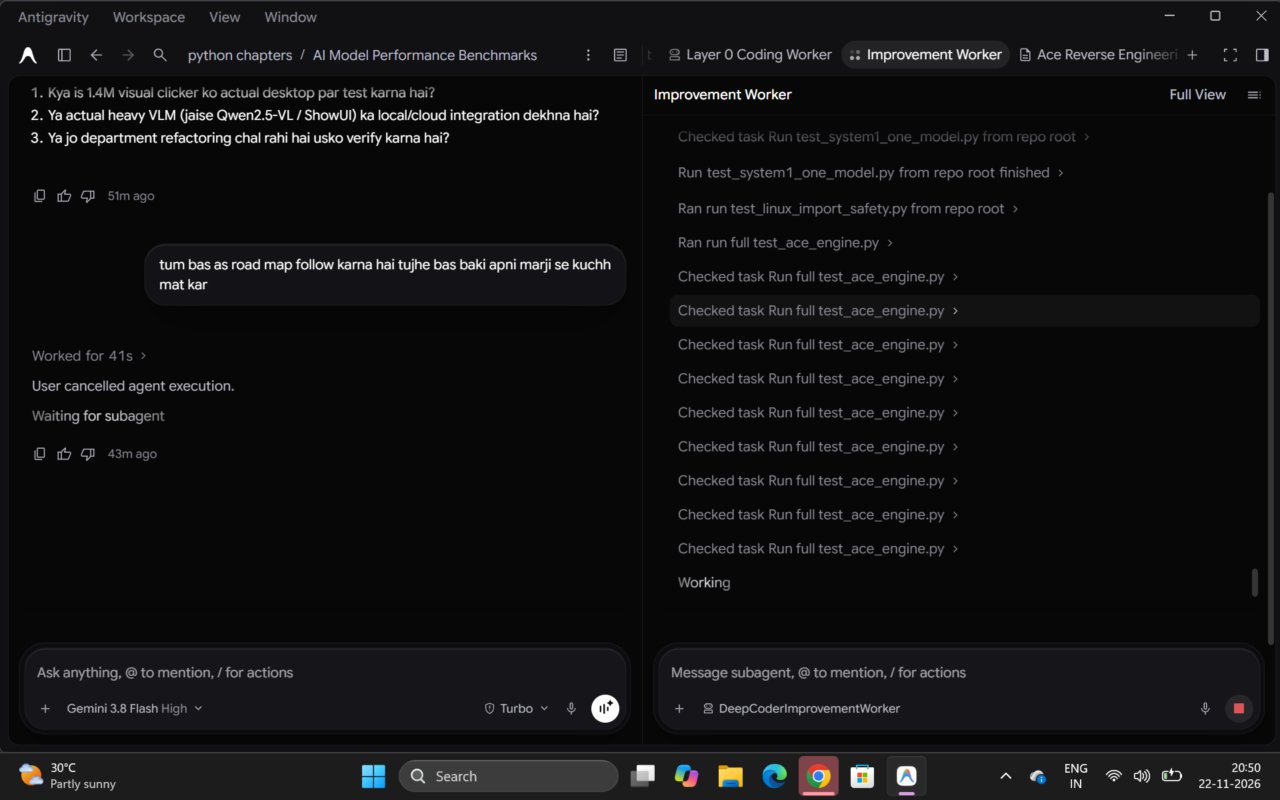 Antigravity Workspace View Window
python chapters / AI Model Performance Benchmarks
Layer 0 Coding Worker
Improvement Worker
Ace Reverse Engineeri
1. Kya is 1.4M visual clicker ko actual desktop par test karna hai?
2. Ya actual heavy VLM (jaise Qwen2.5-VL / ShowUI) ka local/cloud integration dekhna hai?
3. Ya jo department refactoring chal rahi hai usko verify karna hai?
51m ago
tum bas as road map follow karna hai tujhe bas baki apni marji se kuchh
mat kar
Worked for 41s
User cancelled agent execution.
Waiting for subagent
43m ago
Ask anything, @ to mention, / for actions
Gemini 3.8 Flash High
Turbo
Improvement Worker
Full View
Checked task Run test_system1_one_model.py from repo root
Run test_system1_one_model.py from repo root finished
Ran run test_linux_import_safety.py from repo root
Ran run full test_ace_engine.py
Checked task Run full test_ace_engine.py
Checked task Run full test_ace_engine.py
Checked task Run full test_ace_engine.py
Checked task Run full test_ace_engine.py
Checked task Run full test_ace_engine.py
Checked task Run full test_ace_engine.py
Checked task Run full test_ace_engine.py
Checked task Run full test_ace_engine.py
Checked task Run full test_ace_engine.py
Working
Message subagent, @ to mention, / for actions
DeepCoderImprovementWorker
30°C
Partly sunny
Search
ENG
IN
20:50
22-11-2026